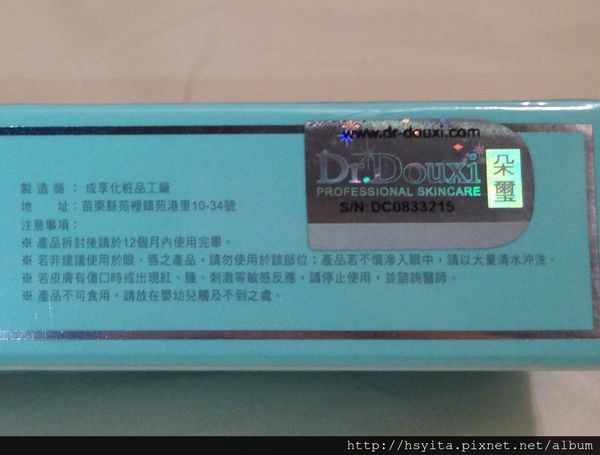 www.dr-douxi.com
Dr.Douxi
朵璽
PROFESSIONAL SKINCARE
S/N:DC0833215
製造商：成享化粧品工廠
地　址：苗栗縣苑裡鎮苑港里10-34號
注意事項：
※ 產品拆封後請於12個月內使用完畢。
※ 若非建議使用於眼、唇之產品，請勿使用於該部位；產品若不慎滲入眼中，請以大量清水沖洗。
※ 若皮膚有傷口時或出現紅、腫、刺激等敏感反應，請停止使用，並諮詢醫師。
※ 產品不可食用，請放在嬰幼兒觸及不到之處。
http://hsyita.pixnet.net/album